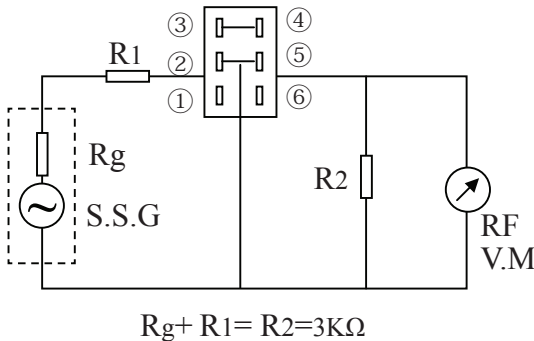 ③ ④
R1 ② ⑤
① ⑥
Rg
S.S.G
R2
RF
V.M
Rg+ R1= R2=3KΩ